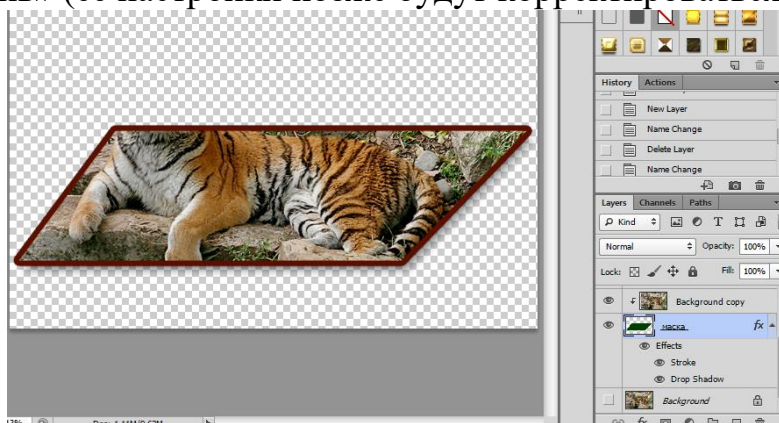 History Actions
New Layer
Name Change
Delete Layer
Name Change
Layers Channels Paths
Kind
Normal Opacity: 100%
Lock: Fill: 100%
Background copy
маска
Effects
Stroke
Drop Shadow
Background